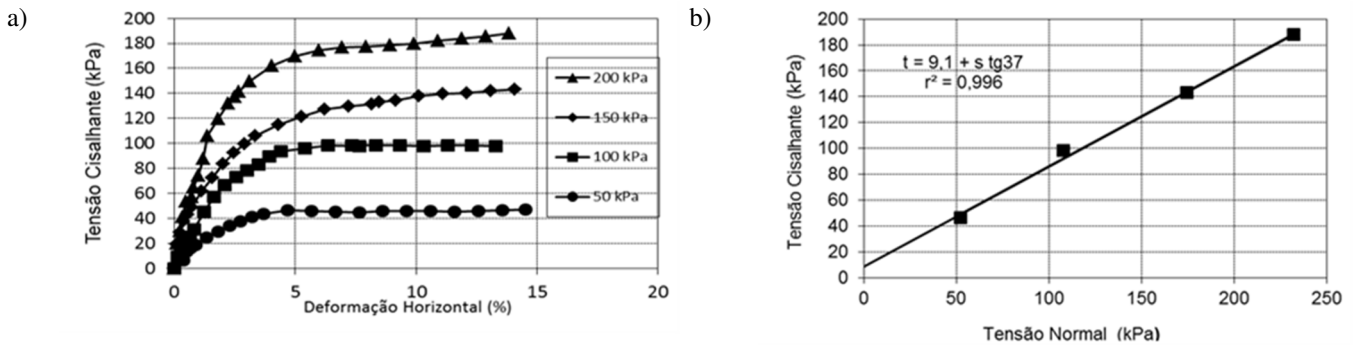 a)
200
180
160
140
120
100
80
60
40
20
0
Tensão Cisalhante (kPa)
0
5
10
15
20
Deformação Horizontal (%)
200 kPa
150 kPa
100 kPa
50 kPa
b)
200
180
160
140
120
100
80
60
40
20
0
Tensão Cisalhante (kPa)
t = 9,1 + s tg37
r² = 0,996
0
50
100
150
200
250
Tensão Normal (kPa)